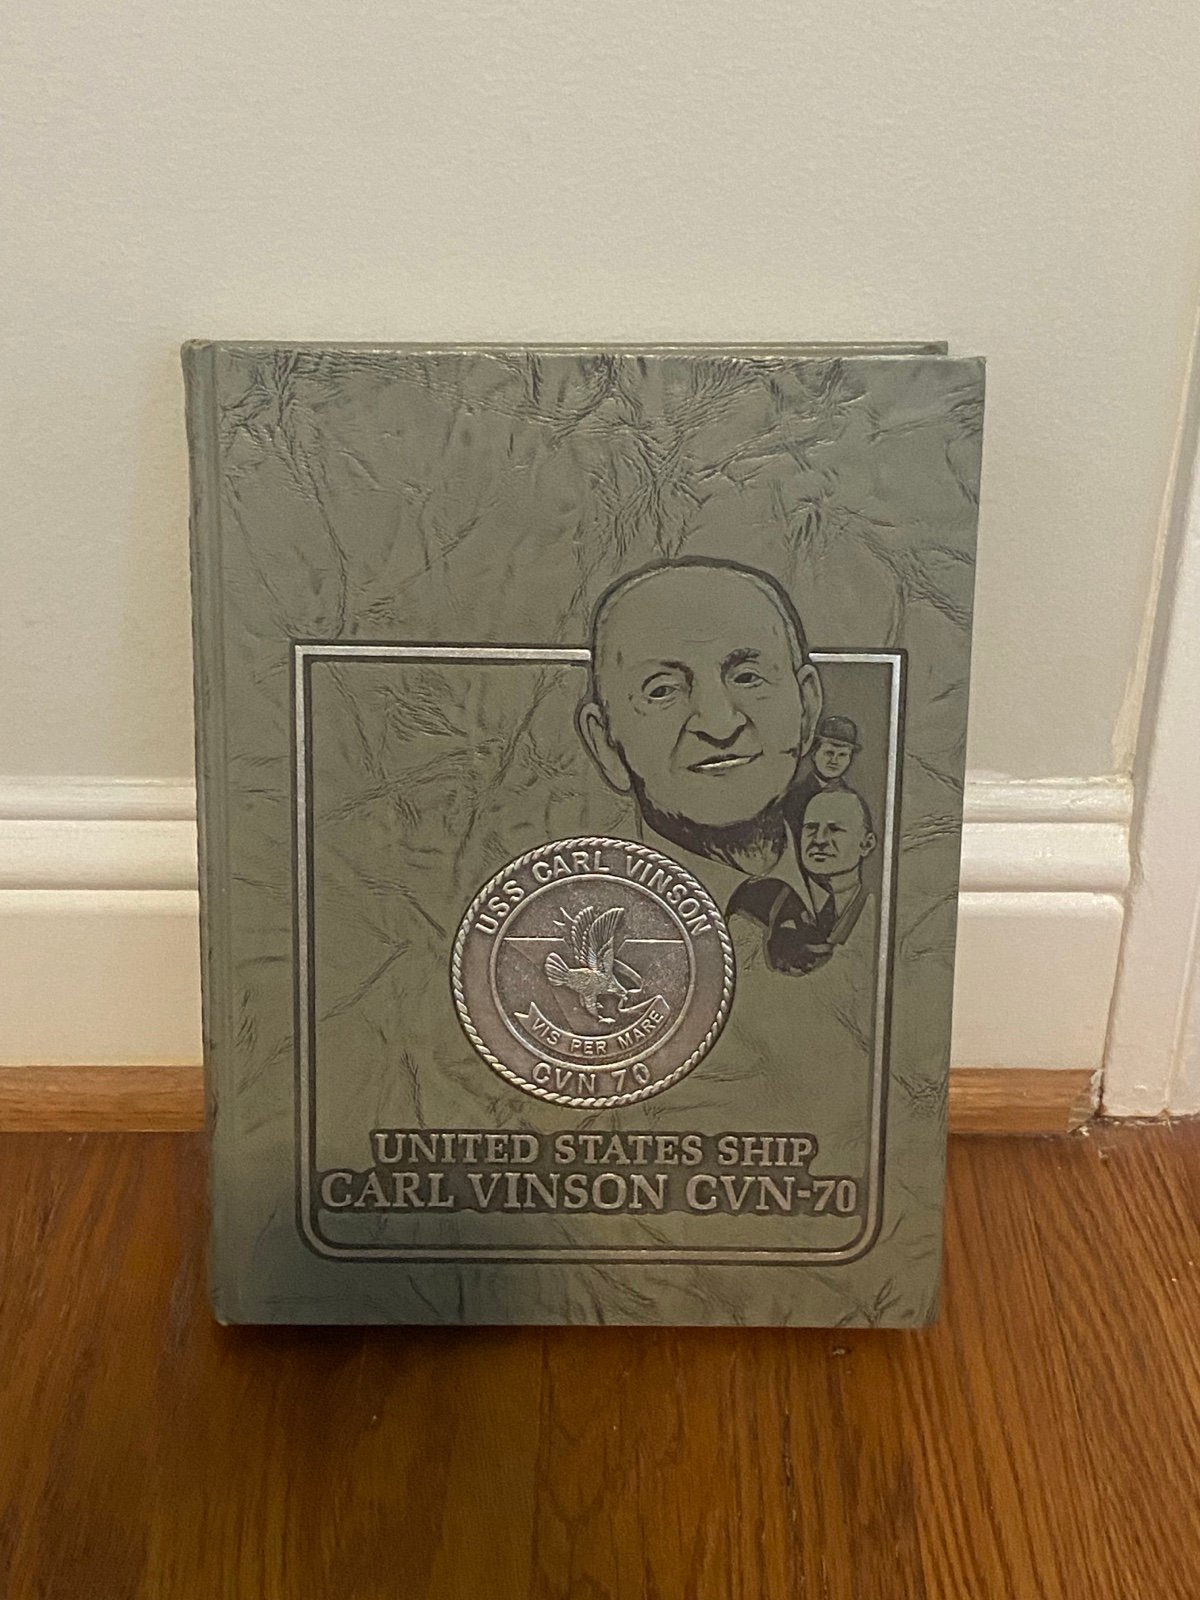 USS CARL VINSON
VIS PER MARE
CVN 70
UNITED STATES SHIP
CARL VINSON CVN-70